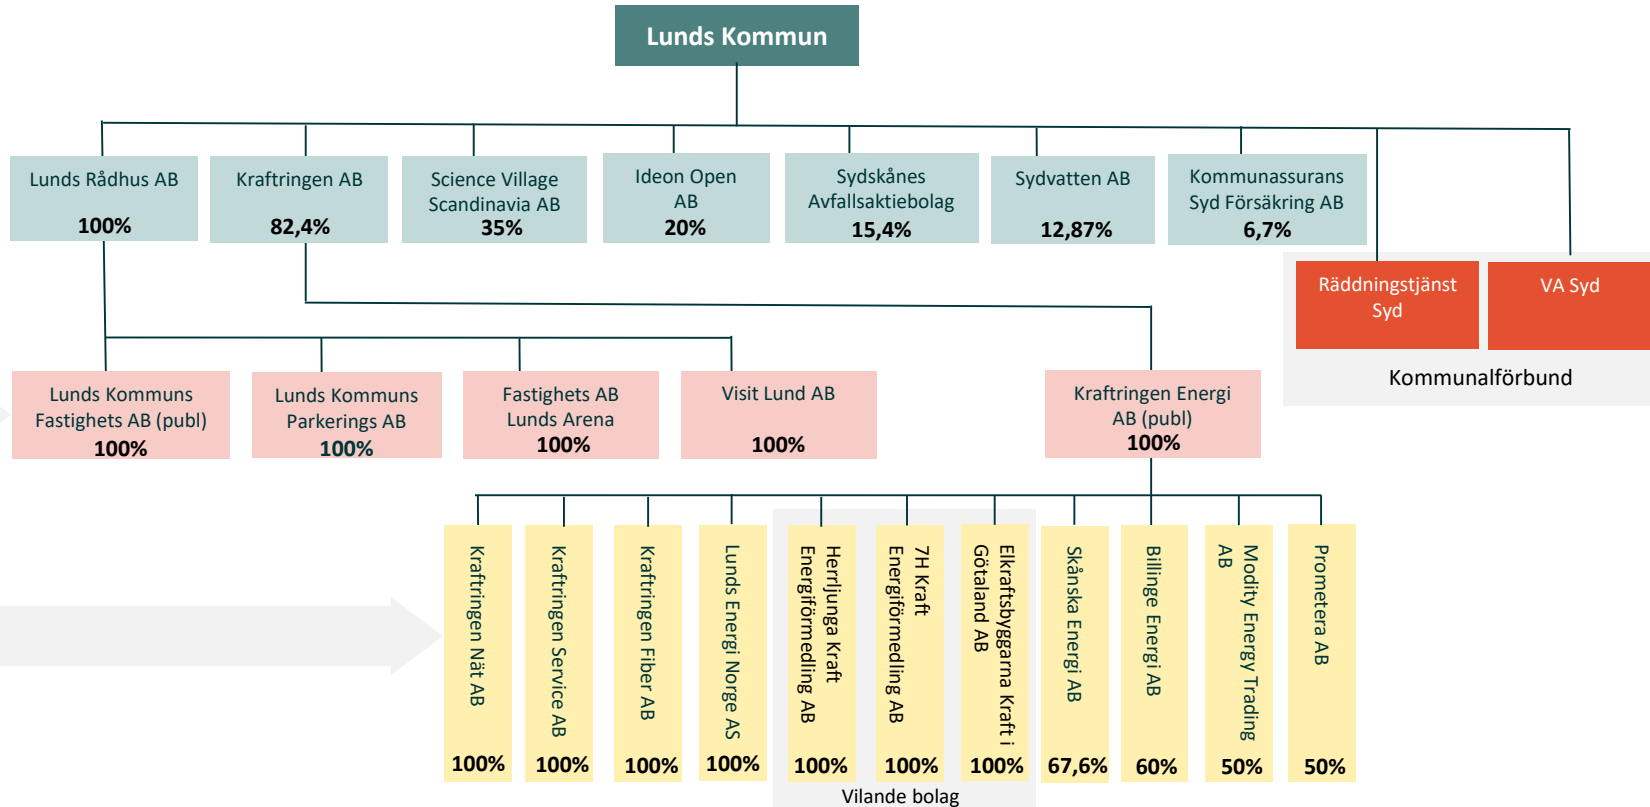 Lunds Kommun
Lunds Rådhus AB
100%
Kraftringen AB
82,4%
Science Village
Scandinavia AB
35%
Ideon Open
AB
20%
Sydskånes
Avfallsaktiebolag
15,4%
Sydvatten AB
12,87%
Kommunassurans
Syd Försäkring AB
6,7%
Räddningstjänst
Syd
VA Syd
Kommunalförbund
Lunds Kommuns
Fastighets AB (publ)
100%
Lunds Kommuns
Parkerings AB
100%
Fastighets AB
Lunds Arena
100%
Visit Lund AB
100%
Kraftringen Energi
AB (publ)
100%
Kraftringen Nät AB
100%
Kraftringen Service AB
100%
Kraftringen Fiber AB
100%
Lunds Energi Norge AS
100%
Herrljunga Kraft
Energiförmedling AB
100%
7H Kraft
Energiförmedling AB
100%
Elkraftsbyggarna Kraft i
Götaland AB
100%
Skånska Energi AB
67,6%
Billinge Energi AB
60%
Modity Energy Trading
AB
50%
Prometera AB
50%
Vilande bolag